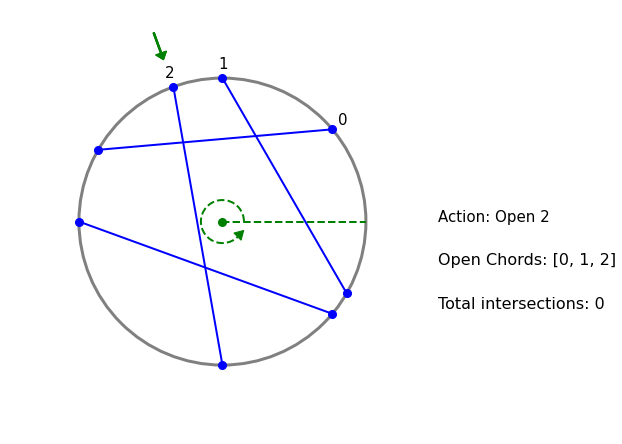 2
1
0
Action: Open 2
Open Chords: [0, 1, 2]
Total intersections: 0